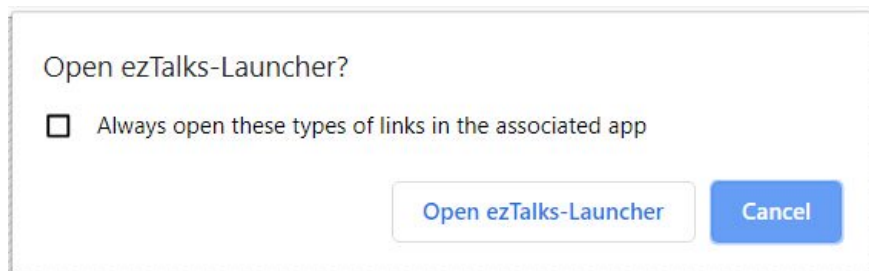 Open ezTalks-Launcher?
Always open these types of links in the associated app
Open ezTalks-Launcher
Cancel